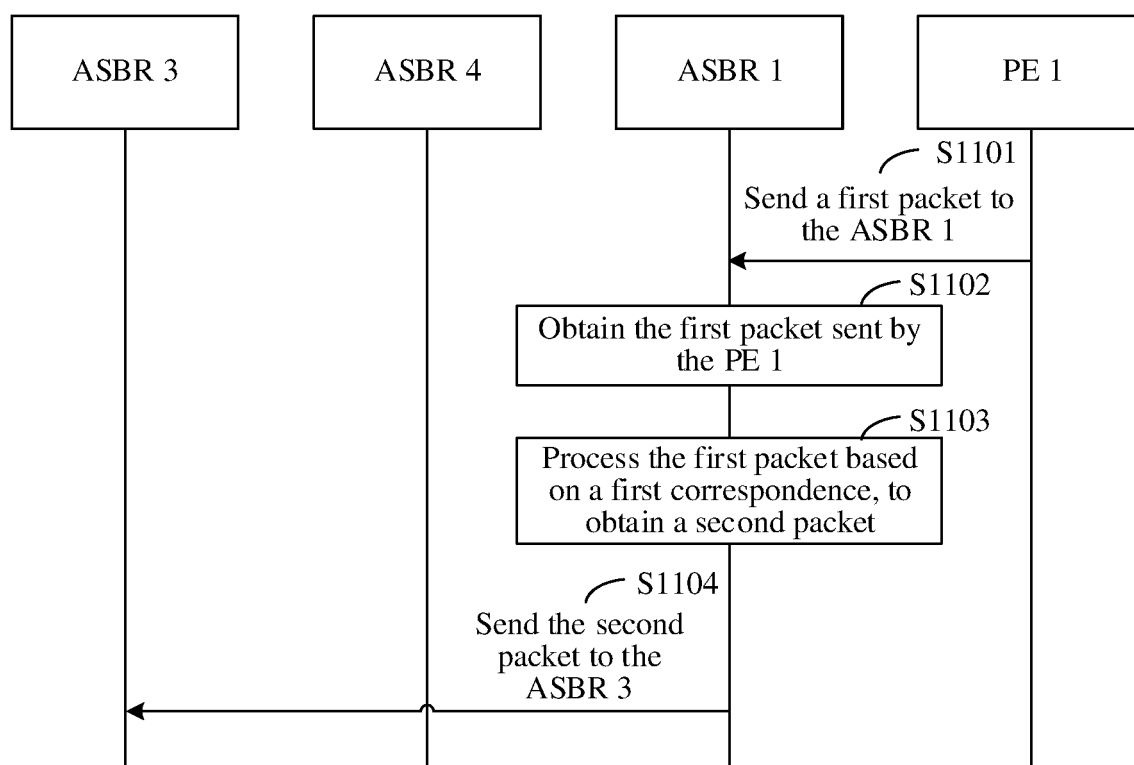 ASBR 3
ASBR 4
ASBR 1
PE 1
S1101
Send a first packet to
the ASBR 1
S1102
Obtain the first packet sent by
the PE 1
S1103
Process the first packet based
on a first correspondence, to
obtain a second packet
S1104
Send the second
packet to the
ASBR 3